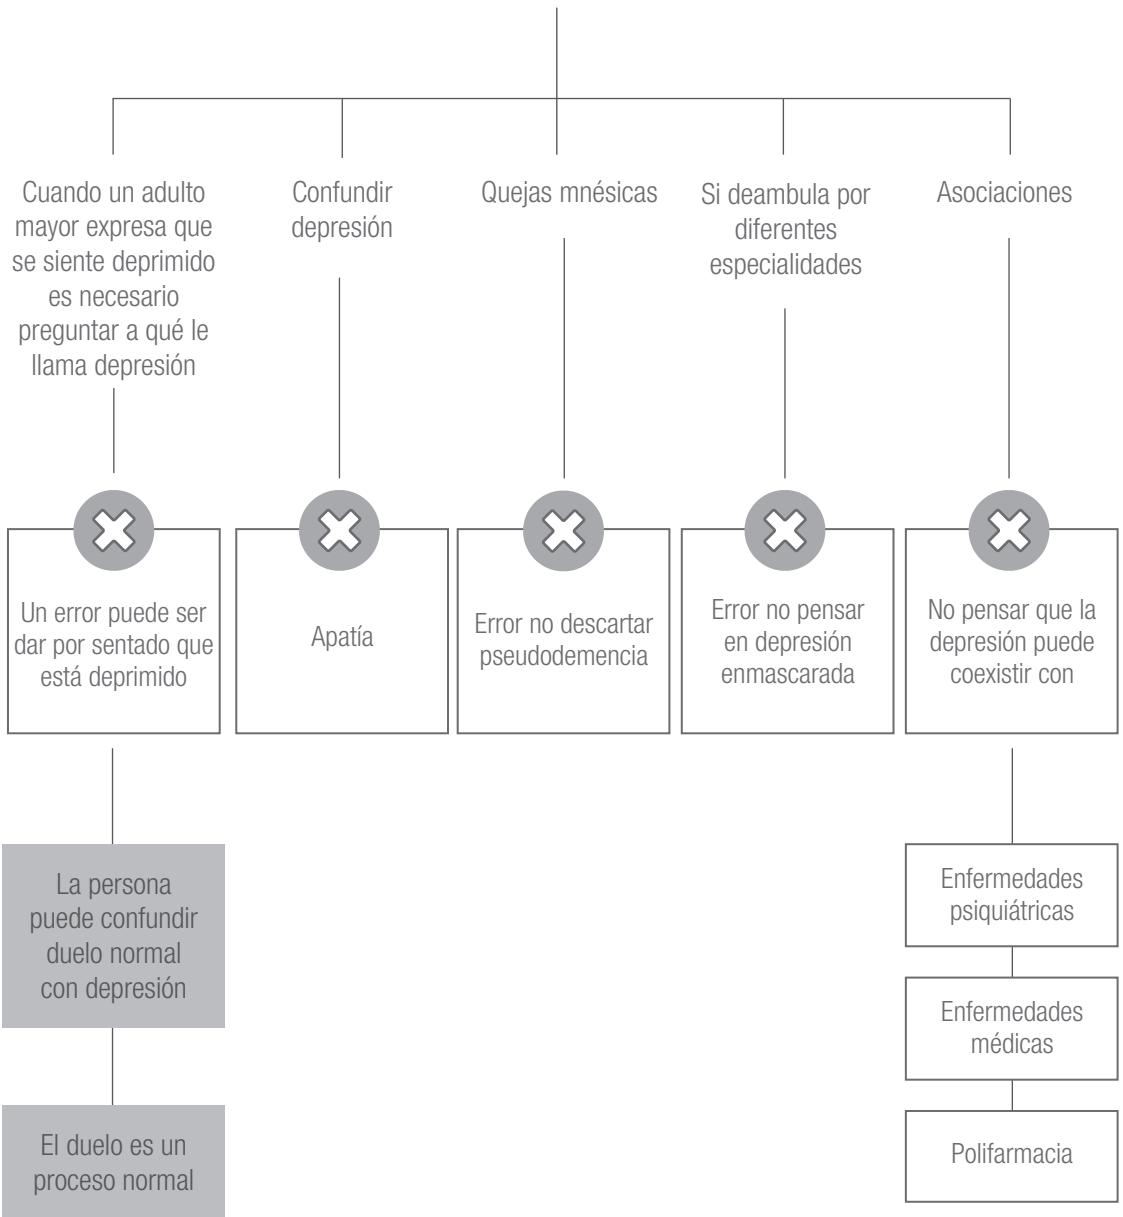 Cuando un adulto
mayor expresa que
se siente deprimido
es necesario
preguntar a qué le
llama depresión
Confundir
depresión
Quejas mnésicas
Si deambula por
diferentes
especialidades
Asociaciones
Un error puede ser
dar por sentado que
está deprimido
Apatía
Error no descartar
pseudodemencia
Error no pensar
en depresión
enmascarada
No pensar que la
depresión puede
coexistir con
La persona
puede confundir
duelo normal
con depresión
El duelo es un
proceso normal
Enfermedades
psiquiátricas
Enfermedades
médicas
Polifarmacia